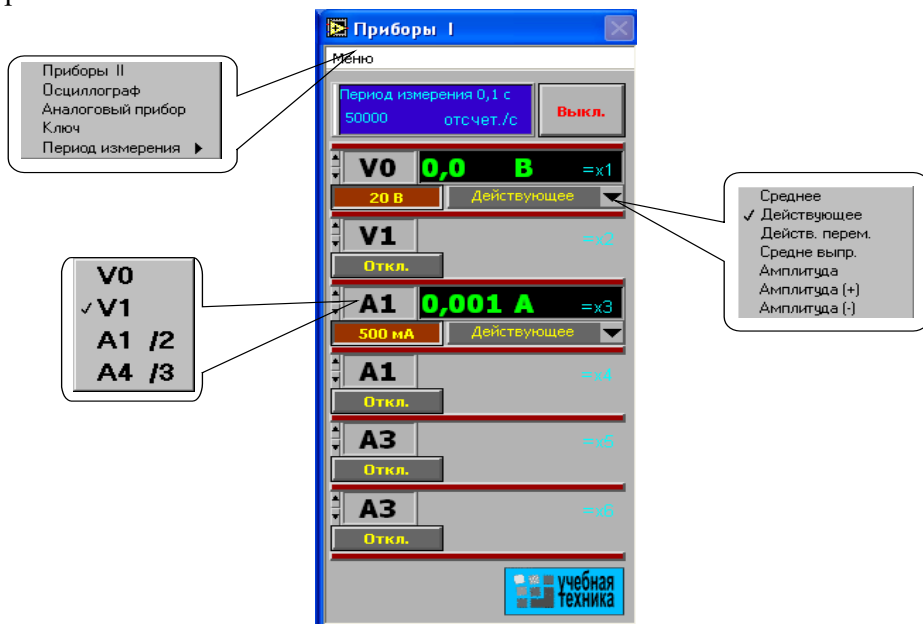 Приборы I
Меню
Приборы II
Осциллограф
Аналоговый прибор
Ключ
Период измерения
Период измерения 0,1 с
50000 отсчет./с
Выкл.
V0 0,0 В =x1
20 В Действующее
V1 =x2
Откл.
A1 0,001 А =x3
500 мА Действующее
A1 =x4
Откл.
A3 =x5
Откл.
A3 =x6
Откл.
учебная
техника
V0
V1
A1 /2
A4 /3
Среднее
Действующее
Действ. перем.
Средне выпр.
Амплитуда
Амплитуда (+)
Амплитуда (-)